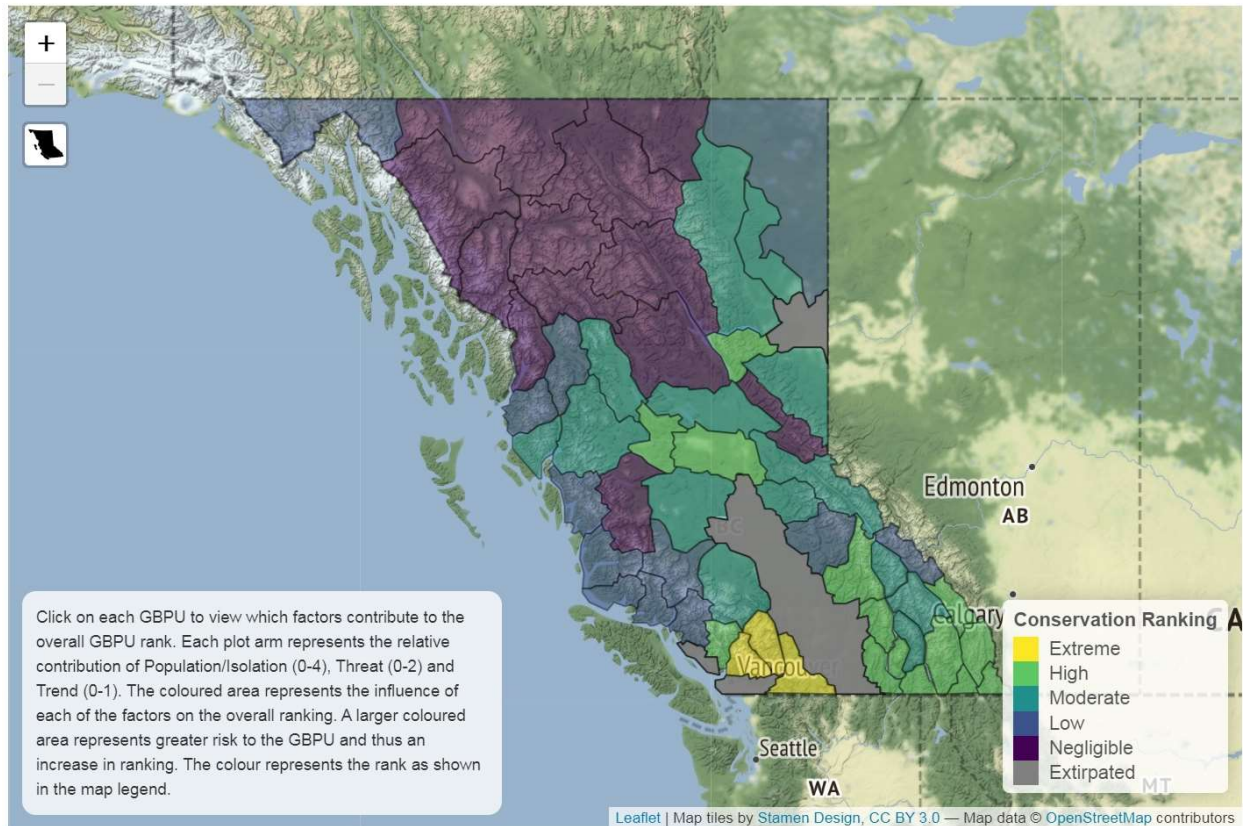 +
−
Edmonton
AB
Calgary
Vancouver
Seattle
WA
MT
CA
BC
Click on each GBPU to view which factors contribute to the
overall GBPU rank. Each plot arm represents the relative
contribution of Population/Isolation (0-4), Threat (0-2) and
Trend (0-1). The coloured area represents the influence of
each of the factors on the overall ranking. A larger coloured
area represents greater risk to the GBPU and thus an
increase in ranking. The colour represents the rank as shown
in the map legend.
Conservation Ranking
Extreme
High
Moderate
Low
Negligible
Extirpated
Leaflet | Map tiles by Stamen Design, CC BY 3.0 — Map data © OpenStreetMap contributors